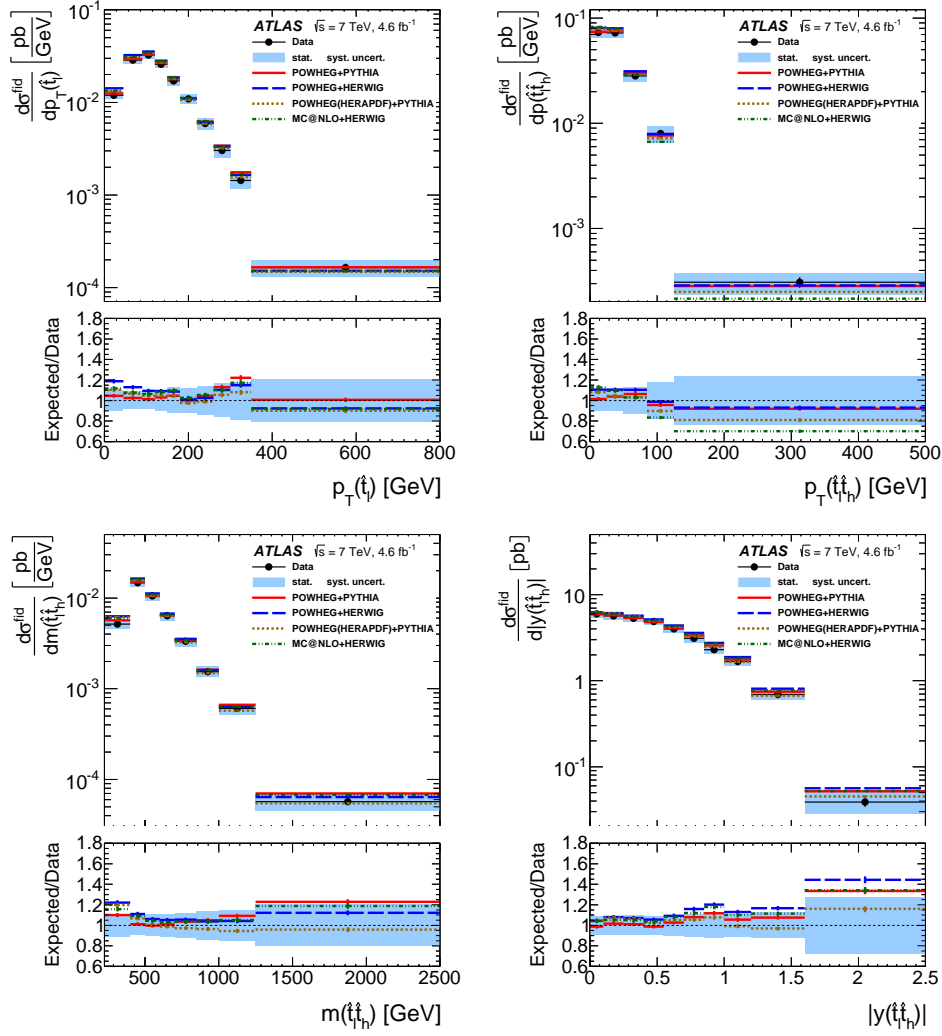 dσ^fid / dp_T(t̂_l) [pb/GeV]
ATLAS √s = 7 TeV, 4.6 fb⁻¹
Data
stat. syst. uncert.
POWHEG+PYTHIA
POWHEG+HERWIG
POWHEG(HERAPDF)+PYTHIA
MC@NLO+HERWIG
10⁻¹
10⁻²
10⁻³
10⁻⁴
Expected/Data
1.8
1.6
1.4
1.2
1
0.8
0.6
0 200 400 600 800
p_T(t̂_l) [GeV]
dσ^fid / dp(t̂_l t̂_h) [pb/GeV]
ATLAS √s = 7 TeV, 4.6 fb⁻¹
Data
stat. syst. uncert.
POWHEG+PYTHIA
POWHEG+HERWIG
POWHEG(HERAPDF)+PYTHIA
MC@NLO+HERWIG
10⁻¹
10⁻²
10⁻³
Expected/Data
1.8
1.6
1.4
1.2
1
0.8
0.6
0 100 200 300 400 500
p_T(t̂_l t̂_h) [GeV]
dσ^fid / dm(t̂_l t̂_h) [pb/GeV]
ATLAS √s = 7 TeV, 4.6 fb⁻¹
Data
stat. syst. uncert.
POWHEG+PYTHIA
POWHEG+HERWIG
POWHEG(HERAPDF)+PYTHIA
MC@NLO+HERWIG
10⁻²
10⁻³
10⁻⁴
Expected/Data
1.8
1.6
1.4
1.2
1
0.8
0.6
500 1000 1500 2000 2500
m(t̂_l t̂_h) [GeV]
dσ^fid / d|y(t̂_l t̂_h)| [pb]
ATLAS √s = 7 TeV, 4.6 fb⁻¹
Data
stat. syst. uncert.
POWHEG+PYTHIA
POWHEG+HERWIG
POWHEG(HERAPDF)+PYTHIA
MC@NLO+HERWIG
10
1
10⁻¹
Expected/Data
1.8
1.6
1.4
1.2
1
0.8
0.6
0 0.5 1 1.5 2 2.5
|y(t̂_l t̂_h)|